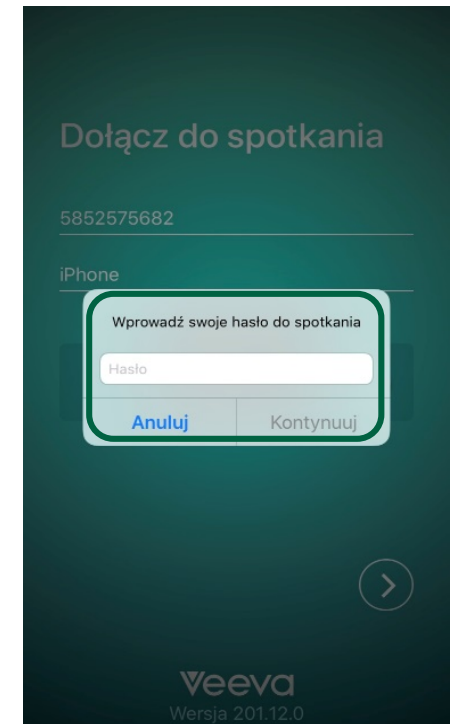 Dołącz do spotkania
5852575682
iPhone
Wprowadź swoje hasło do spotkania
Hasło
Anuluj Kontynuuj
Veeva
Wersja 201.12.0